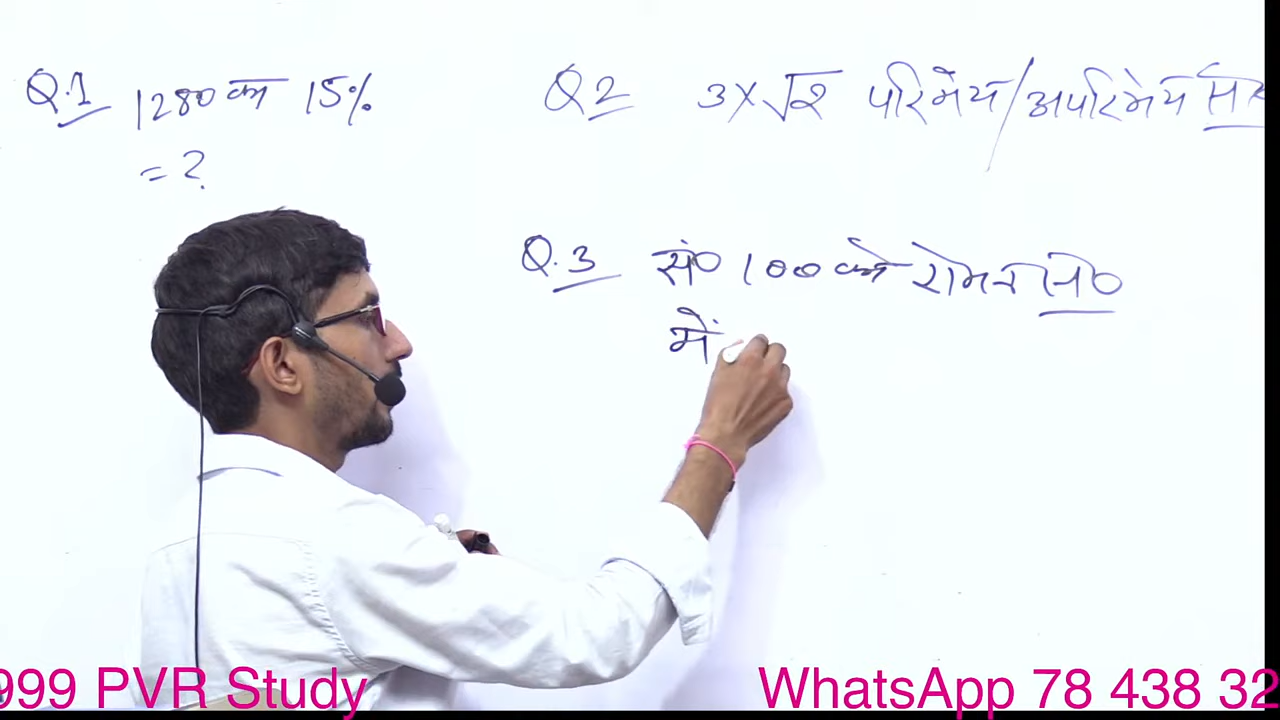 Q.1 1280 का 15%
= ?
Q2 3×√2 परिमेय/अपरिमेय
Q.3 सं० 100 को रोमन सं०
में
999 PVR Study
WhatsApp 78 438 32